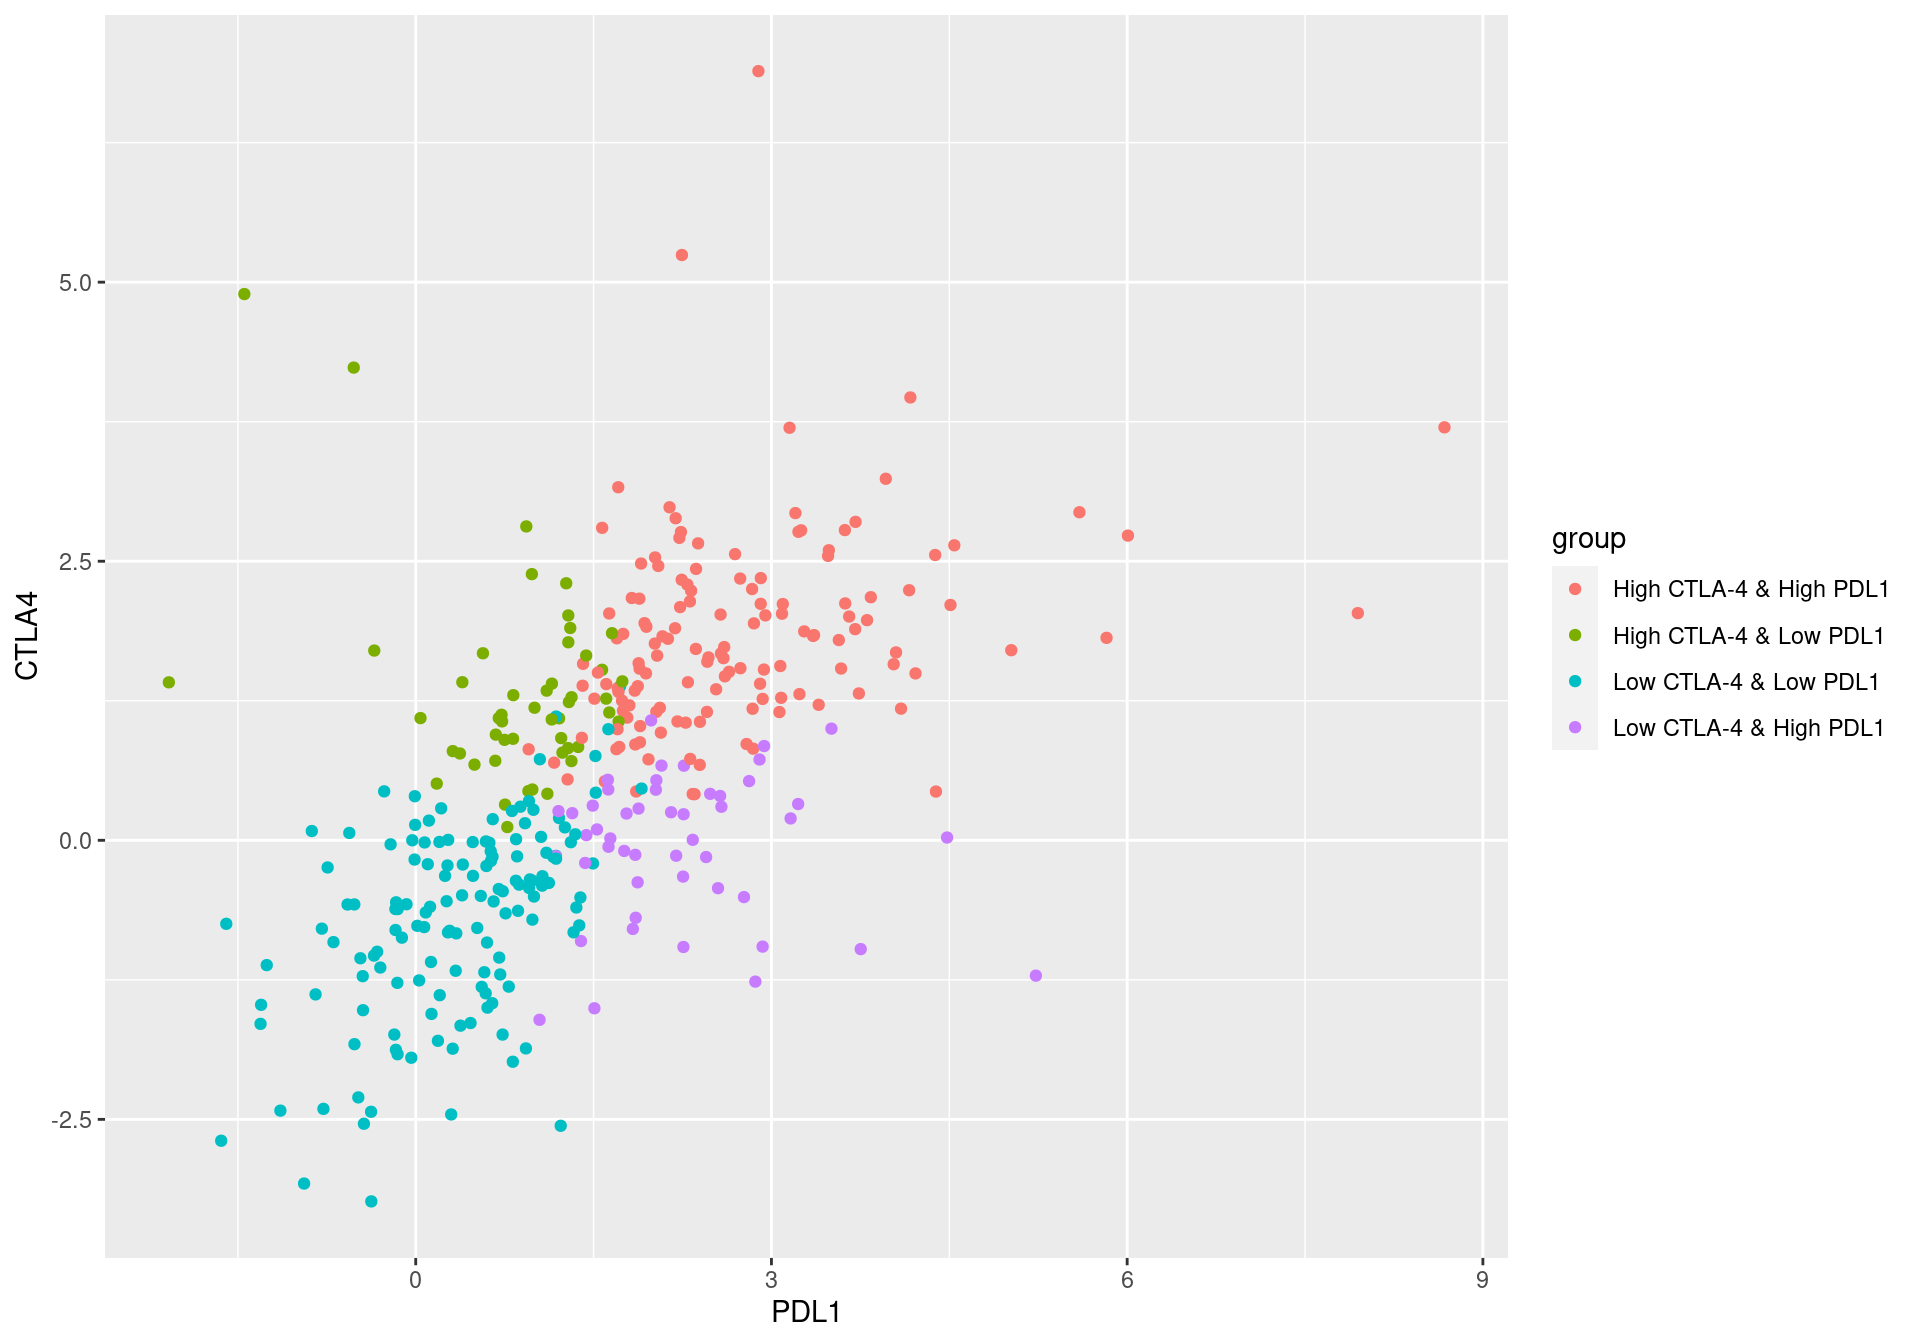 CTLA4
5.0
2.5
0.0
-2.5
0
3
6
9
PDL1
group
High CTLA-4 & High PDL1
High CTLA-4 & Low PDL1
Low CTLA-4 & Low PDL1
Low CTLA-4 & High PDL1